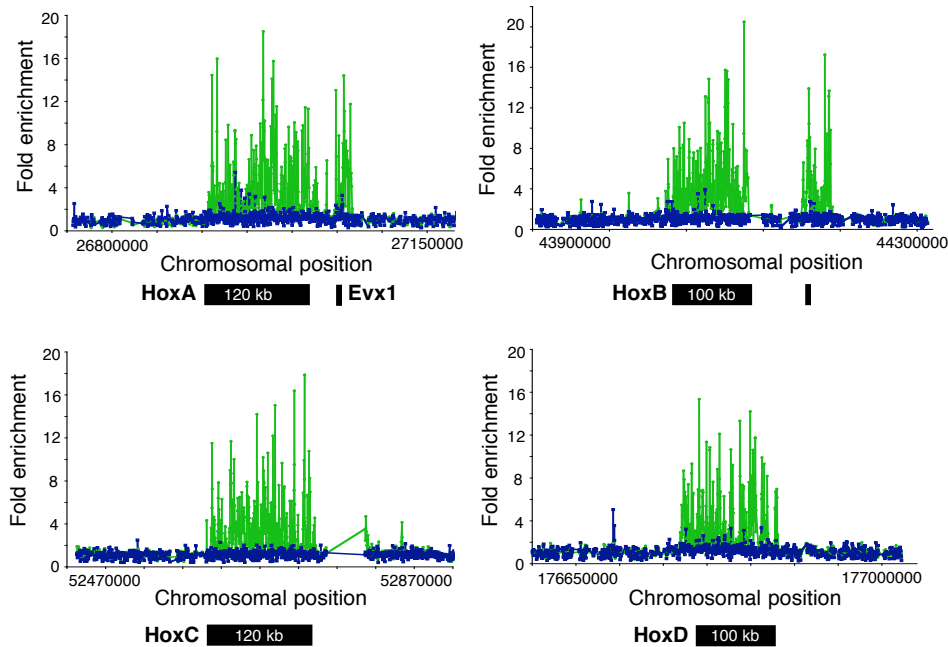 20
16
12
8
4
0
Fold enrichment
26800000 27150000
Chromosomal position
HoxA 120 kb Evx1
20
16
12
8
4
0
Fold enrichment
43900000 44300000
Chromosomal position
HoxB 100 kb
20
16
12
8
4
0
Fold enrichment
52470000 52870000
Chromosomal position
HoxC 120 kb
20
16
12
8
4
0
Fold enrichment
176650000 177000000
Chromosomal position
HoxD 100 kb